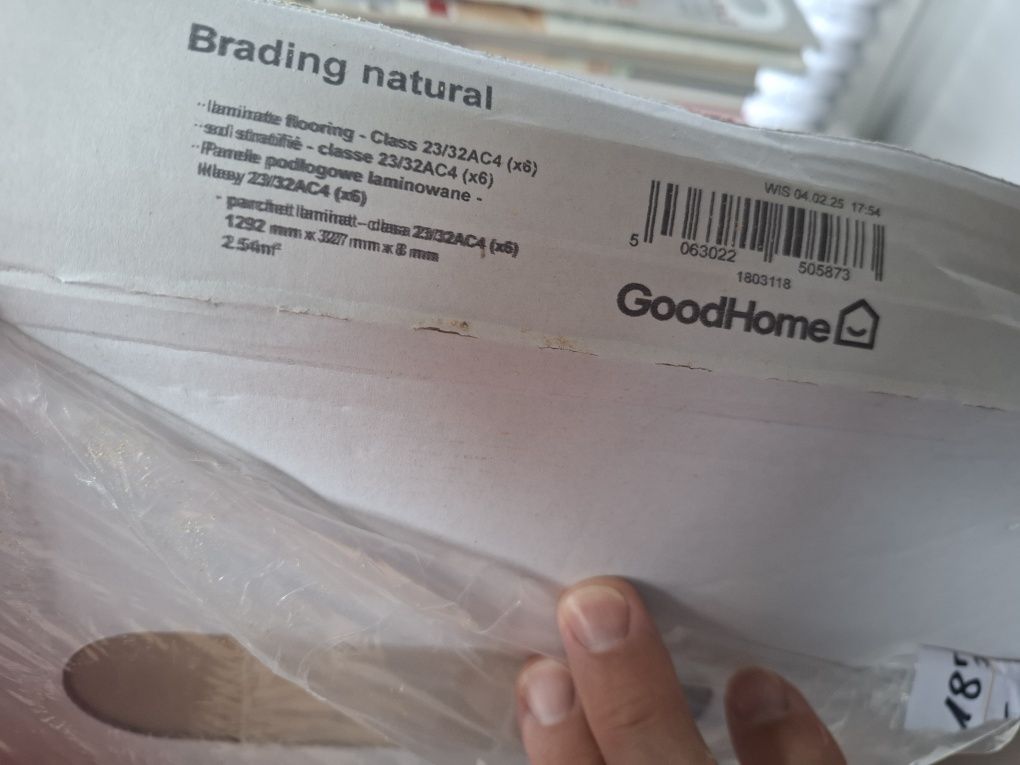 Brading natural
- laminate flooring - Class 23/32AC4 (x6)
- sol stratifié - classe 23/32AC4 (x6)
- Panele podłogowe laminowane -
klasy 23/32AC4 (x6)
- parchet laminat - clasa 23/32AC4 (x6)
1292 mm x 327 mm x 8 mm
2.54m²
WIS 04.02.25 17:54
5 063022 505873
1803118
GoodHome